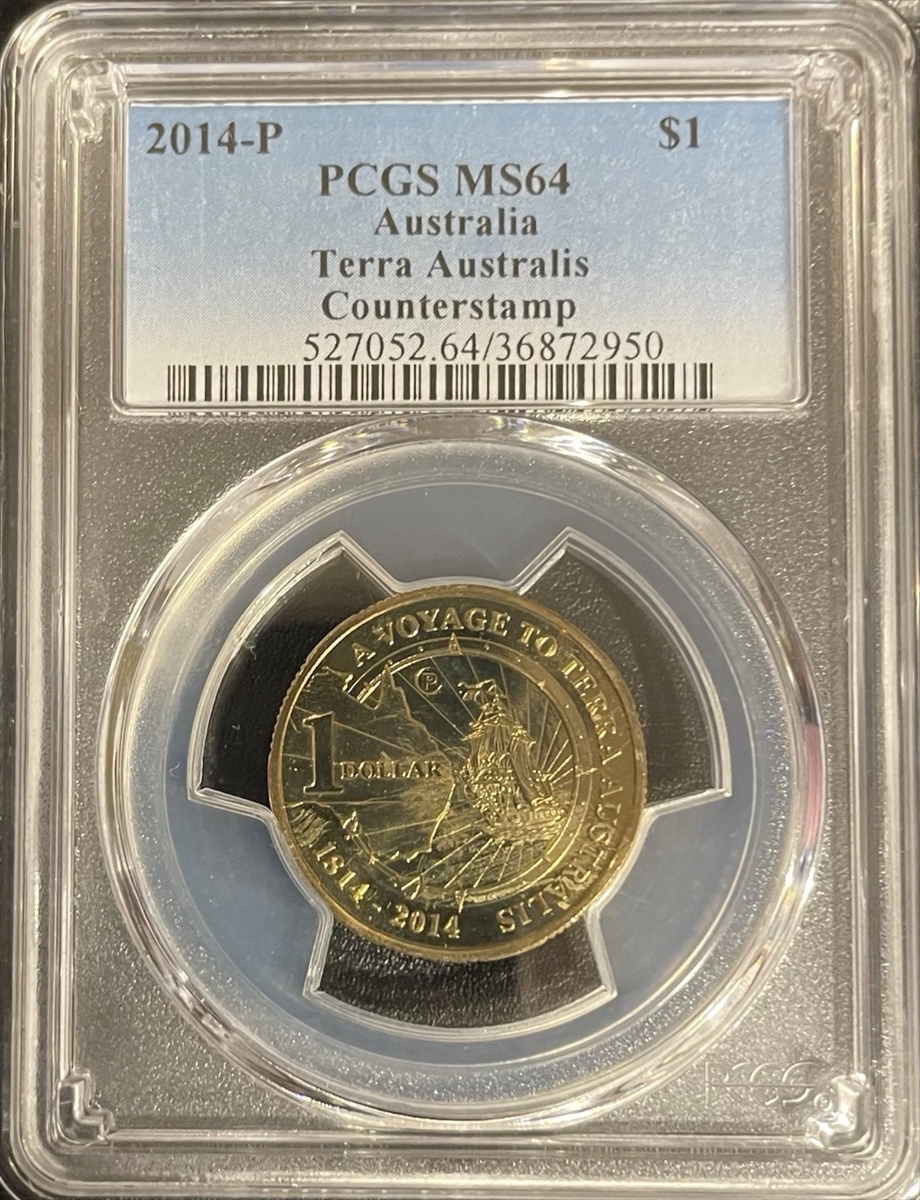 2014-P $1
PCGS MS64
Australia
Terra Australis
Counterstamp
527052.64/36872950
A VOYAGE TO TERRA AUSTRALIS
P
1 DOLLAR
1814 - 2014
PCGS